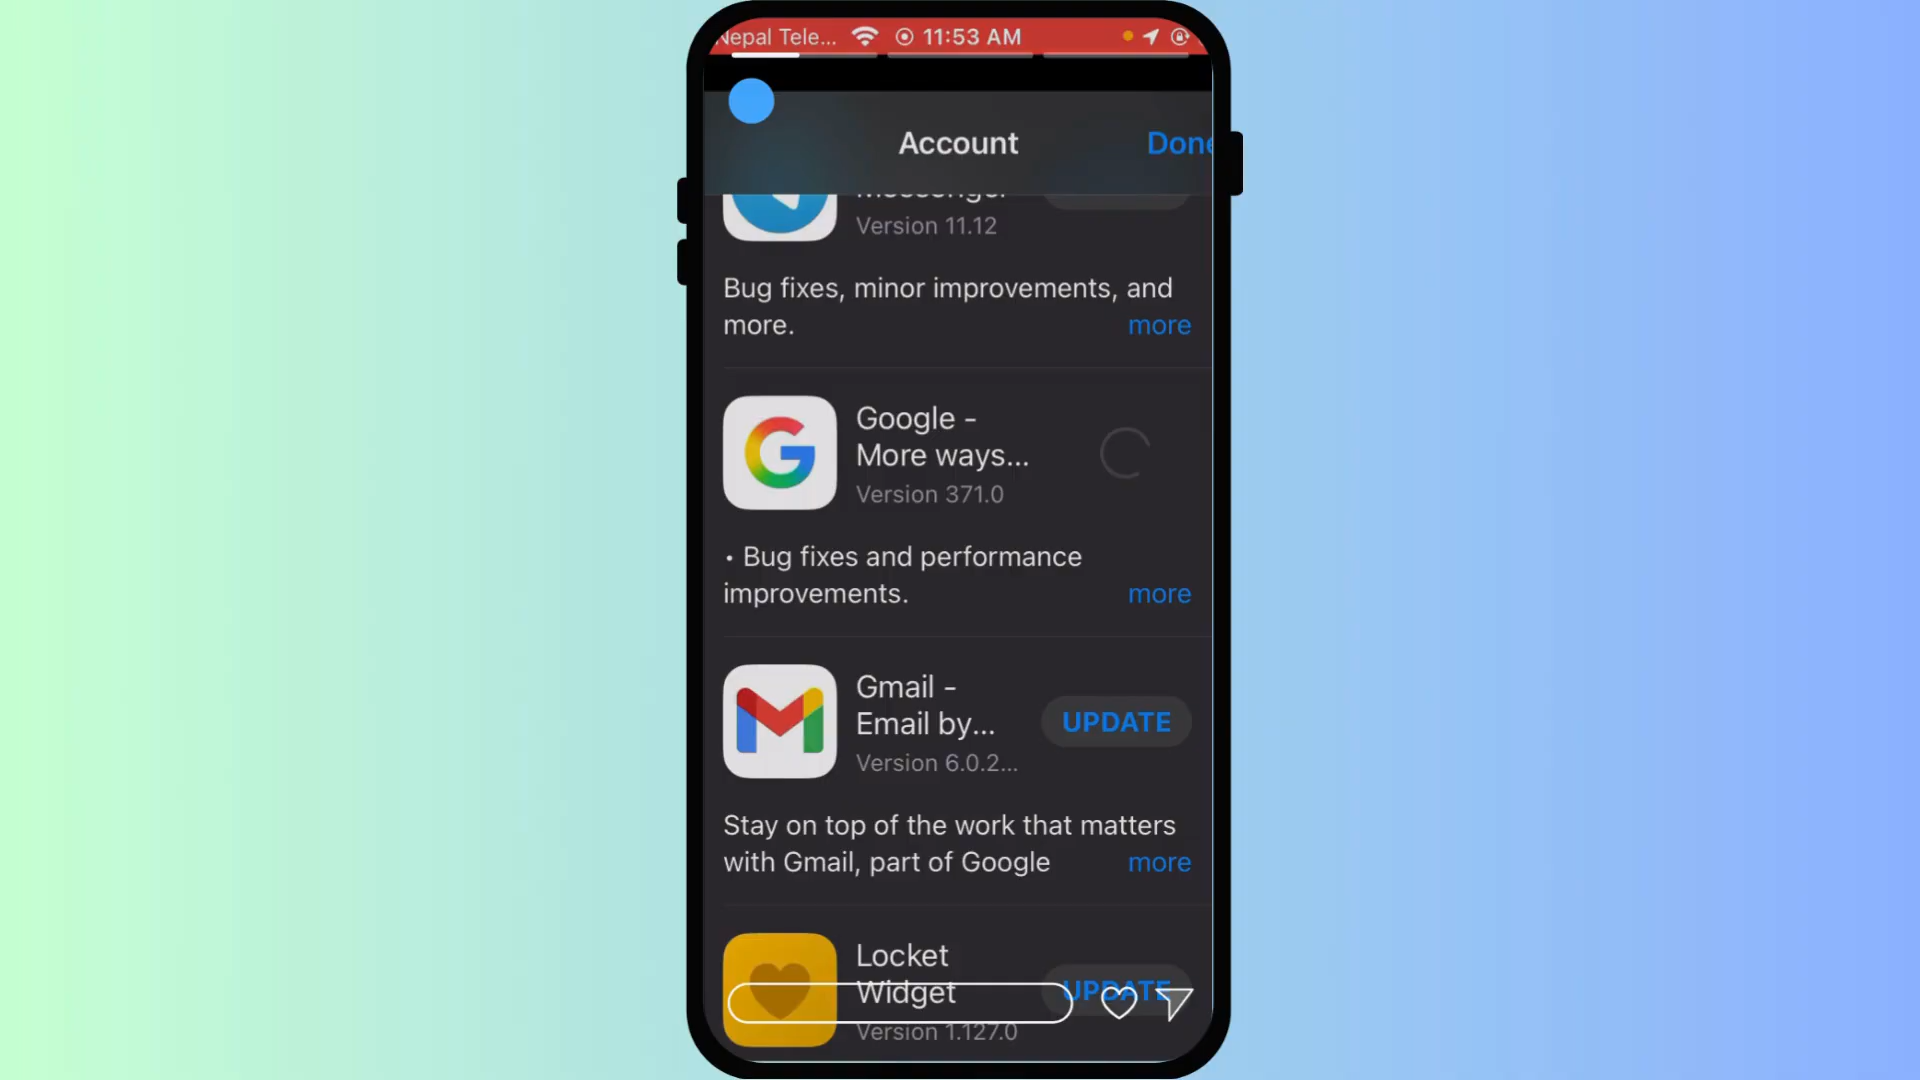 Nepal Tele... 11:53 AM
Account
Done
Messenger
Version 11.12
Bug fixes, minor improvements, and
more. more
Google -
More ways...
Version 371.0
• Bug fixes and performance
improvements. more
Gmail -
Email by...
UPDATE
Version 6.0.2...
Stay on top of the work that matters
with Gmail, part of Google more
Locket
Widget
UPDATE
Version 1.127.0